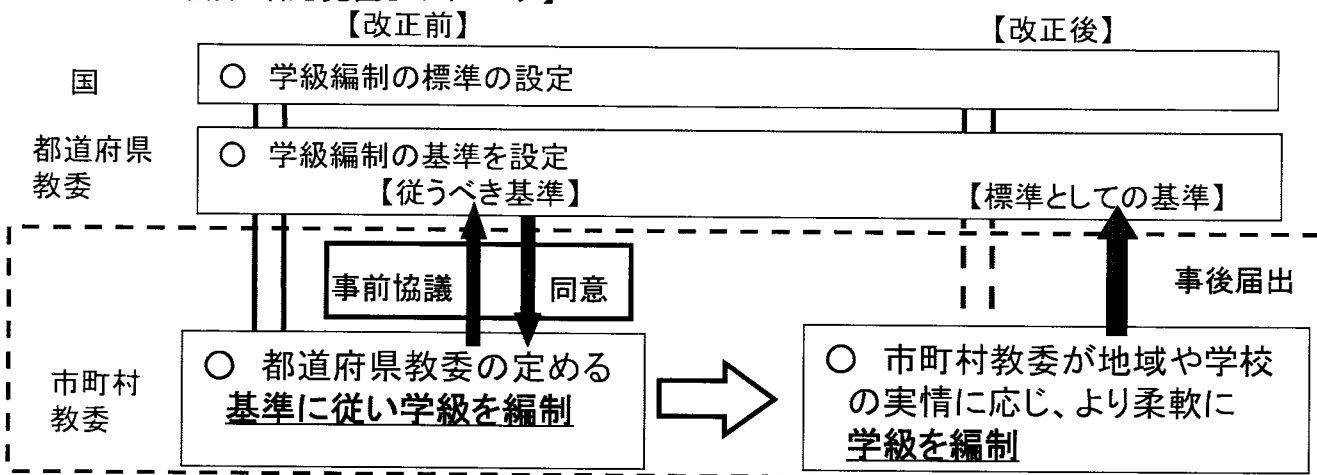 【改正前】
【改正後】
国
○ 学級編制の標準の設定
都道府県
教委
○ 学級編制の基準を設定
【従うべき基準】
【標準としての基準】
事前協議
同意
事後届出
市町村
教委
○ 都道府県教委の定める
基準に従い学級を編制
○ 市町村教委が地域や学校
の実情に応じ、より柔軟に
学級を編制